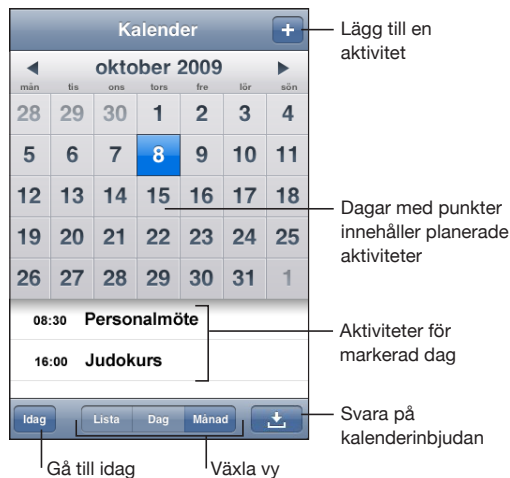 Kalender
+
Lägg till en
aktivitet
oktober 2009
mån tis ons tors fre lör sön
28 29 30 1 2 3 4
5 6 7 8 9 10 11
12 13 14 15 16 17 18
19 20 21 22 23 24 25
26 27 28 29 30 31 1
Dagar med punkter
innehåller planerade
aktiviteter
08:30 Personalmöte
16:00 Judokurs
Aktiviteter för
markerad dag
Idag Lista Dag Månad
Svara på
kalenderinbjudan
Gå till idag
Växla vy